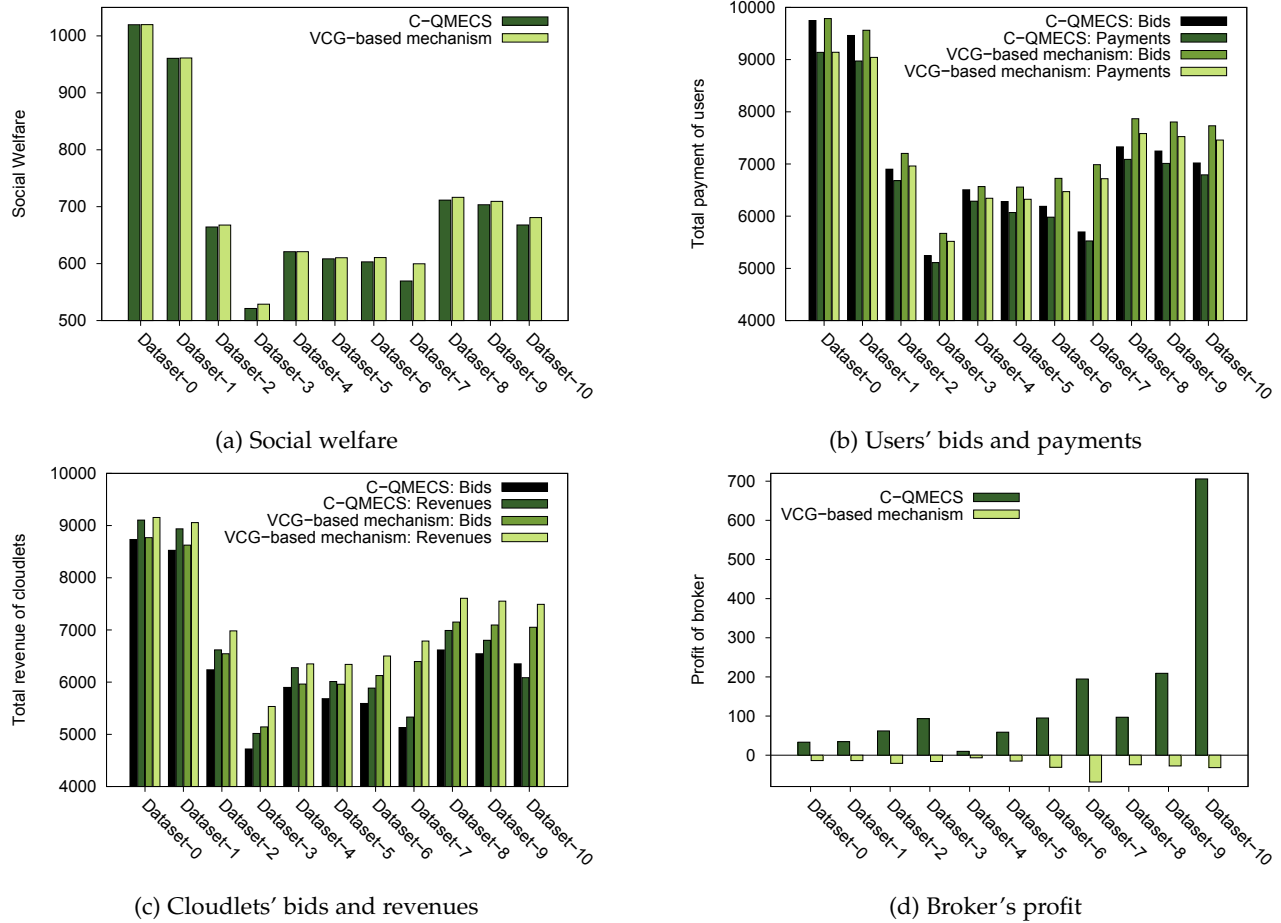 C−QMECS
VCG−based mechanism
Social Welfare
1000
900
800
700
600
500
Dataset−0
Dataset−1
Dataset−2
Dataset−3
Dataset−4
Dataset−5
Dataset−6
Dataset−7
Dataset−8
Dataset−9
Dataset−10
(a) Social welfare
C−QMECS: Bids
C−QMECS: Payments
VCG−based mechanism: Bids
VCG−based mechanism: Payments
Total payment of users
10000
9000
8000
7000
6000
5000
4000
Dataset−0
Dataset−1
Dataset−2
Dataset−3
Dataset−4
Dataset−5
Dataset−6
Dataset−7
Dataset−8
Dataset−9
Dataset−10
(b) Users’ bids and payments
C−QMECS: Bids
C−QMECS: Revenues
VCG−based mechanism: Bids
VCG−based mechanism: Revenues
Total revenue of cloudlets
10000
9000
8000
7000
6000
5000
4000
Dataset−0
Dataset−1
Dataset−2
Dataset−3
Dataset−4
Dataset−5
Dataset−6
Dataset−7
Dataset−8
Dataset−9
Dataset−10
(c) Cloudlets’ bids and revenues
C−QMECS
VCG−based mechanism
Profit of broker
700
600
500
400
300
200
100
0
Dataset−0
Dataset−1
Dataset−2
Dataset−3
Dataset−4
Dataset−5
Dataset−6
Dataset−7
Dataset−8
Dataset−9
Dataset−10
(d) Broker’s profit